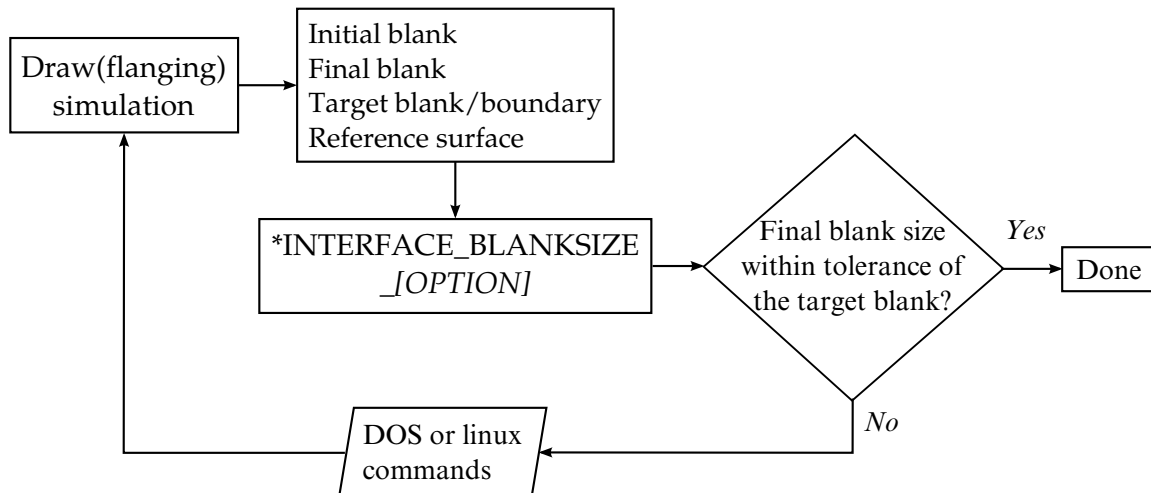 Draw(flanging)
simulation
Initial blank
Final blank
Target blank/boundary
Reference surface
*INTERFACE_BLANKSIZE
_[OPTION]
Final blank size
within tolerance of
the target blank?
Yes
Done
No
DOS or linux
commands